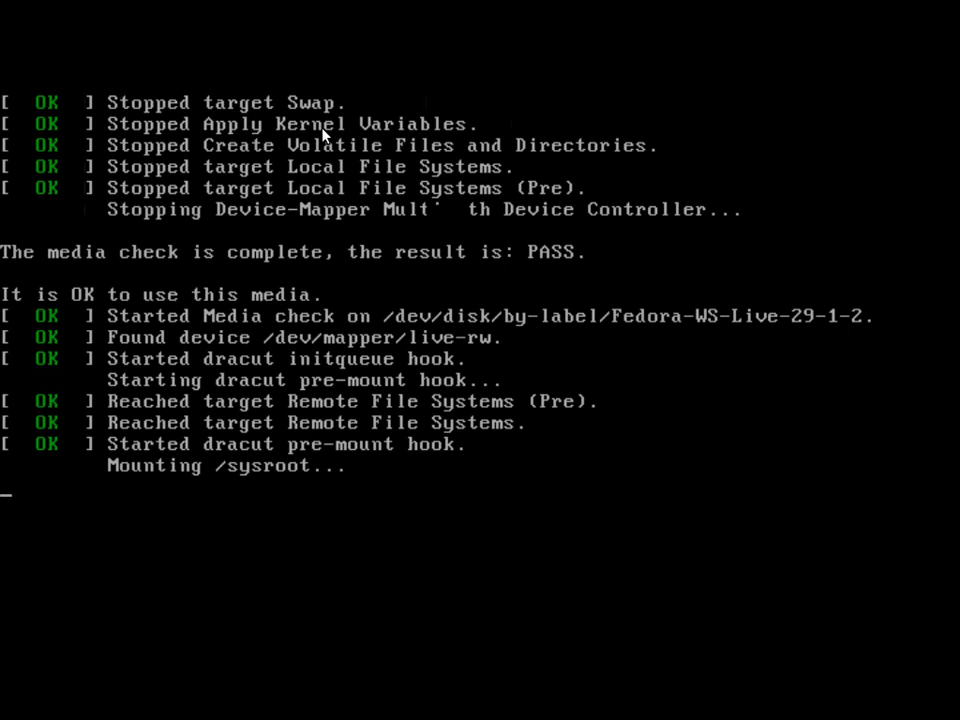 [  OK  ] Stopped target Swap.
[  OK  ] Stopped Apply Kernel Variables.
[  OK  ] Stopped Create Volatile Files and Directories.
[  OK  ] Stopped target Local File Systems.
[  OK  ] Stopped target Local File Systems (Pre).
Stopping Device-Mapper Device Controller...
The media check is complete, the result is: PASS.
It is OK to use this media.
[  OK  ] Started Media check on /dev/disk/by-label/Fedora-WS-Live-29-1-2.
[  OK  ] Found device /dev/mapper/live-rw.
[  OK  ] Started dracut initqueue hook.
Starting dracut pre-mount hook...
[  OK  ] Reached target Remote File Systems (Pre).
[  OK  ] Reached target Remote File Systems.
[  OK  ] Started dracut pre-mount hook.
Mounting /sysroot...